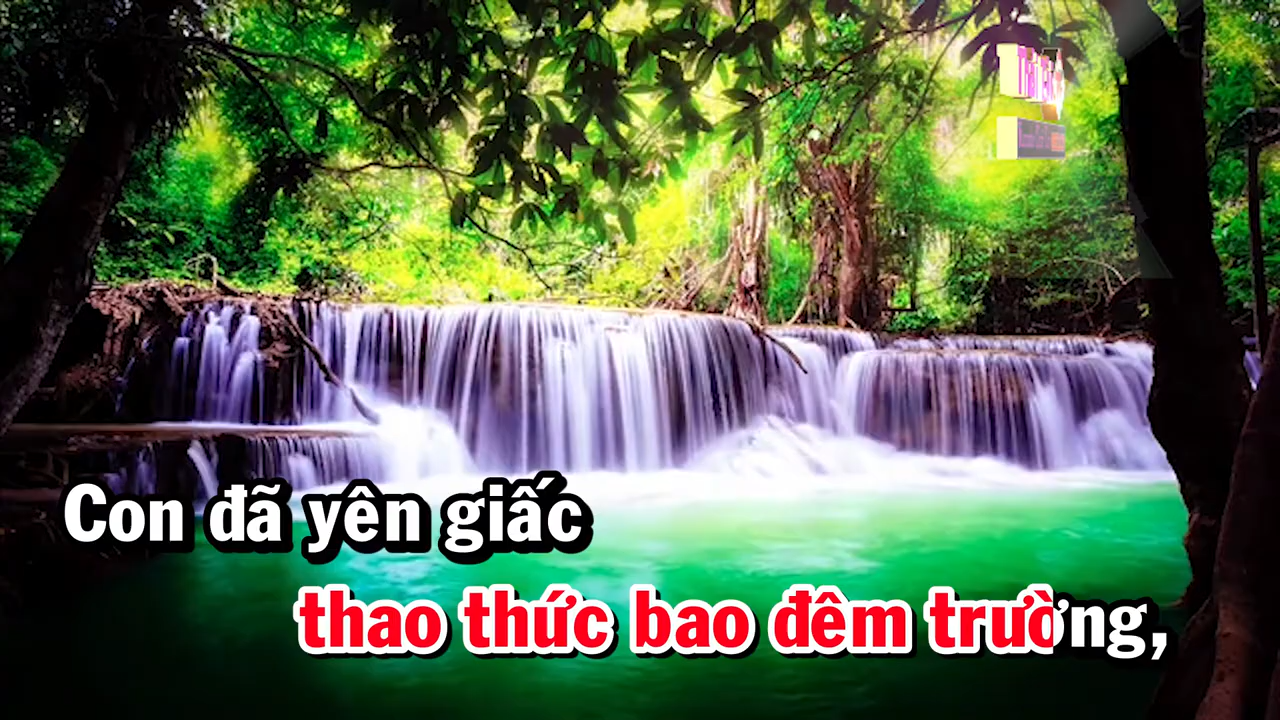 Con đã yên giấc
thao thức bao đêm trường,